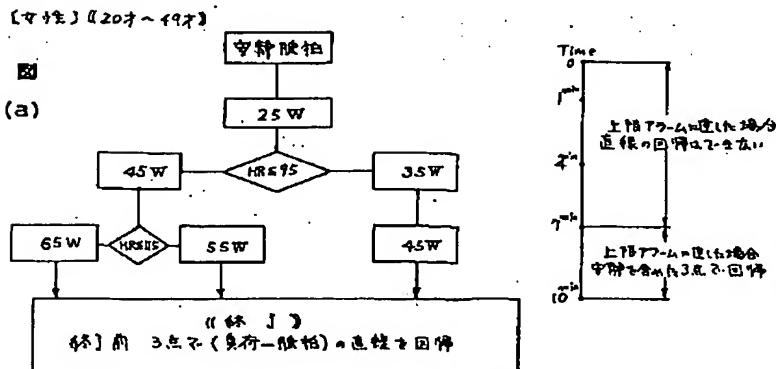 [女性]《20才〜49才》
図
(a)
安静脈拍
25W
45W
HR≤95
35W
65W
HR≤115
55W
45W
《終了》
終了前 3点で(負荷ー脈拍)の直線を回帰
Time
0
1min
4min
7min
10min
上限アラームに達した場合
直線の回帰はできない
上限アラームに達した場合
安静を含めた3点で回帰